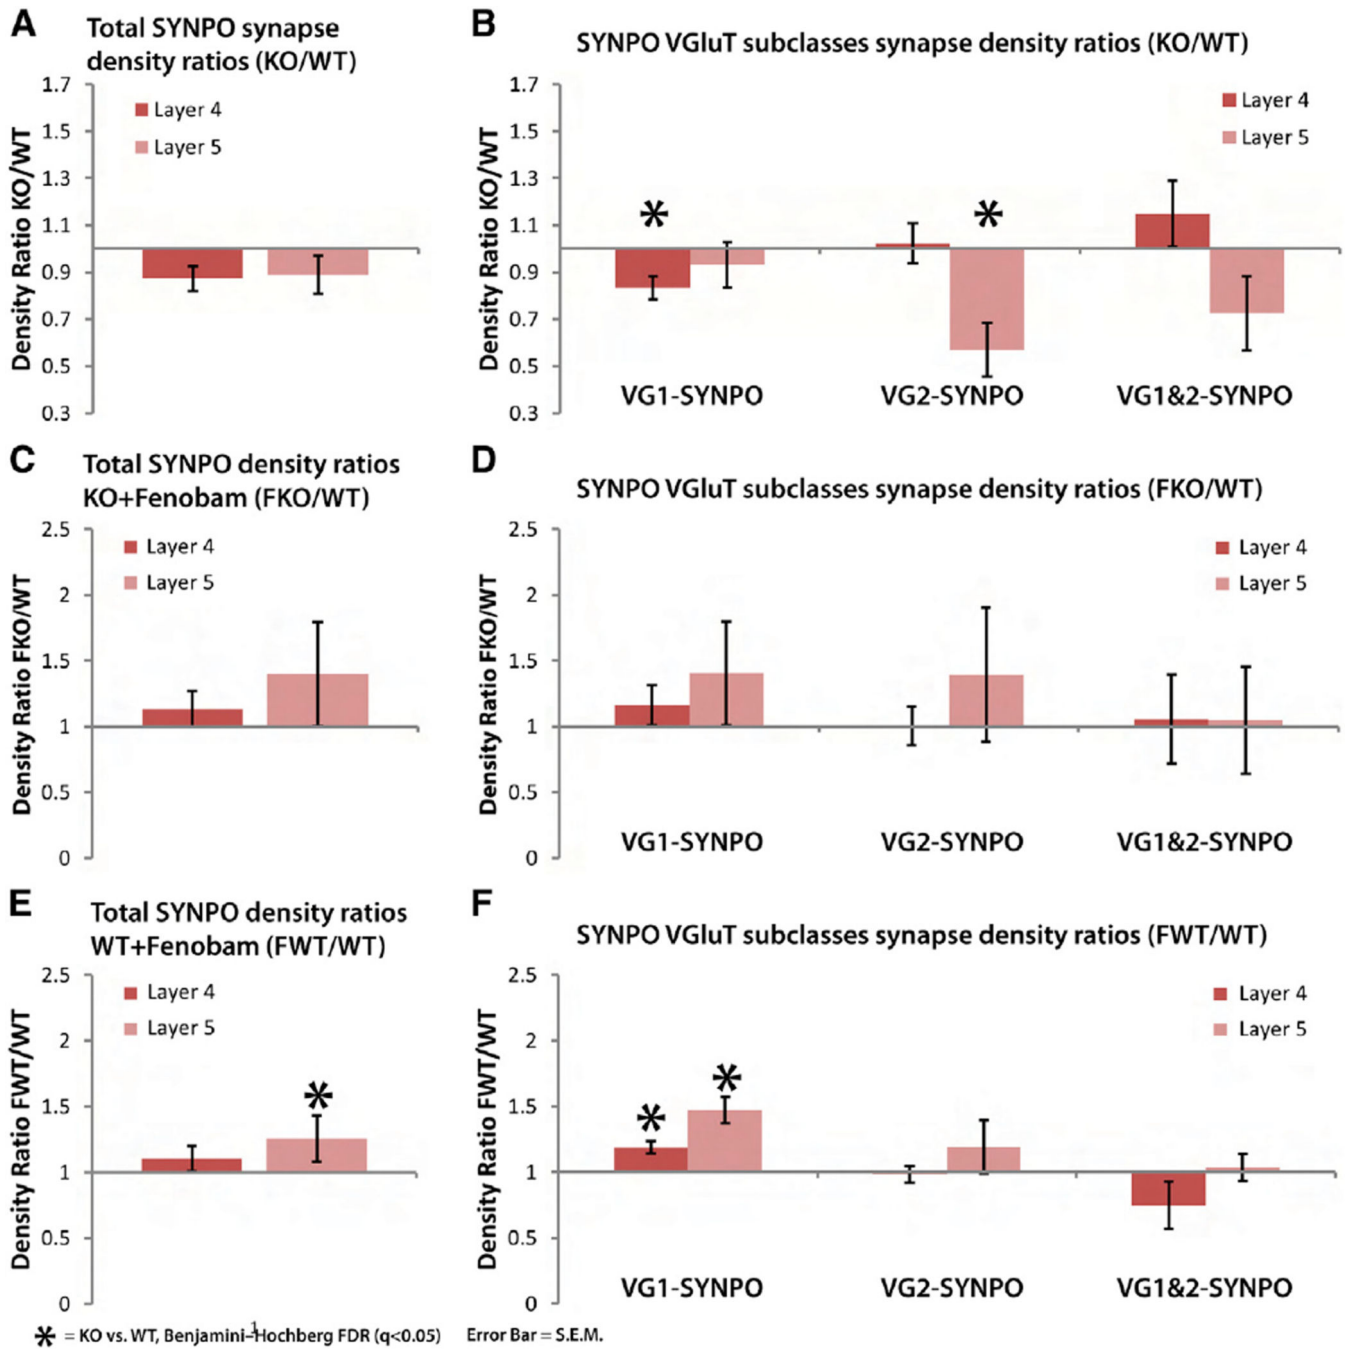 A
Total SYNPO synapse
density ratios (KO/WT)
Density Ratio KO/WT
1.7
1.5
1.3
1.1
0.9
0.7
0.5
0.3
Layer 4
Layer 5
B
SYNPO VGluT subclasses synapse density ratios (KO/WT)
Density Ratio KO/WT
1.7
1.5
1.3
1.1
0.9
0.7
0.5
0.3
Layer 4
Layer 5
*
*
VG1-SYNPO
VG2-SYNPO
VG1&2-SYNPO
C
Total SYNPO density ratios
KO+Fenobam (FKO/WT)
Density Ratio FKO/WT
2.5
2
1.5
1
0.5
0
Layer 4
Layer 5
D
SYNPO VGluT subclasses synapse density ratios (FKO/WT)
Density Ratio FKO/WT
2.5
2
1.5
1
0.5
0
Layer 4
Layer 5
VG1-SYNPO
VG2-SYNPO
VG1&2-SYNPO
E
Total SYNPO density ratios
WT+Fenobam (FWT/WT)
Density Ratio FWT/WT
2.5
2
1.5
1
0.5
0
Layer 4
Layer 5
*
F
SYNPO VGluT subclasses synapse density ratios (FWT/WT)
Density Ratio FWT/WT
2.5
2
1.5
1
0.5
0
Layer 4
Layer 5
*
*
VG1-SYNPO
VG2-SYNPO
VG1&2-SYNPO
1
* = KO vs. WT, Benjamini–Hochberg FDR (q<0.05)
Error Bar = S.E.M.